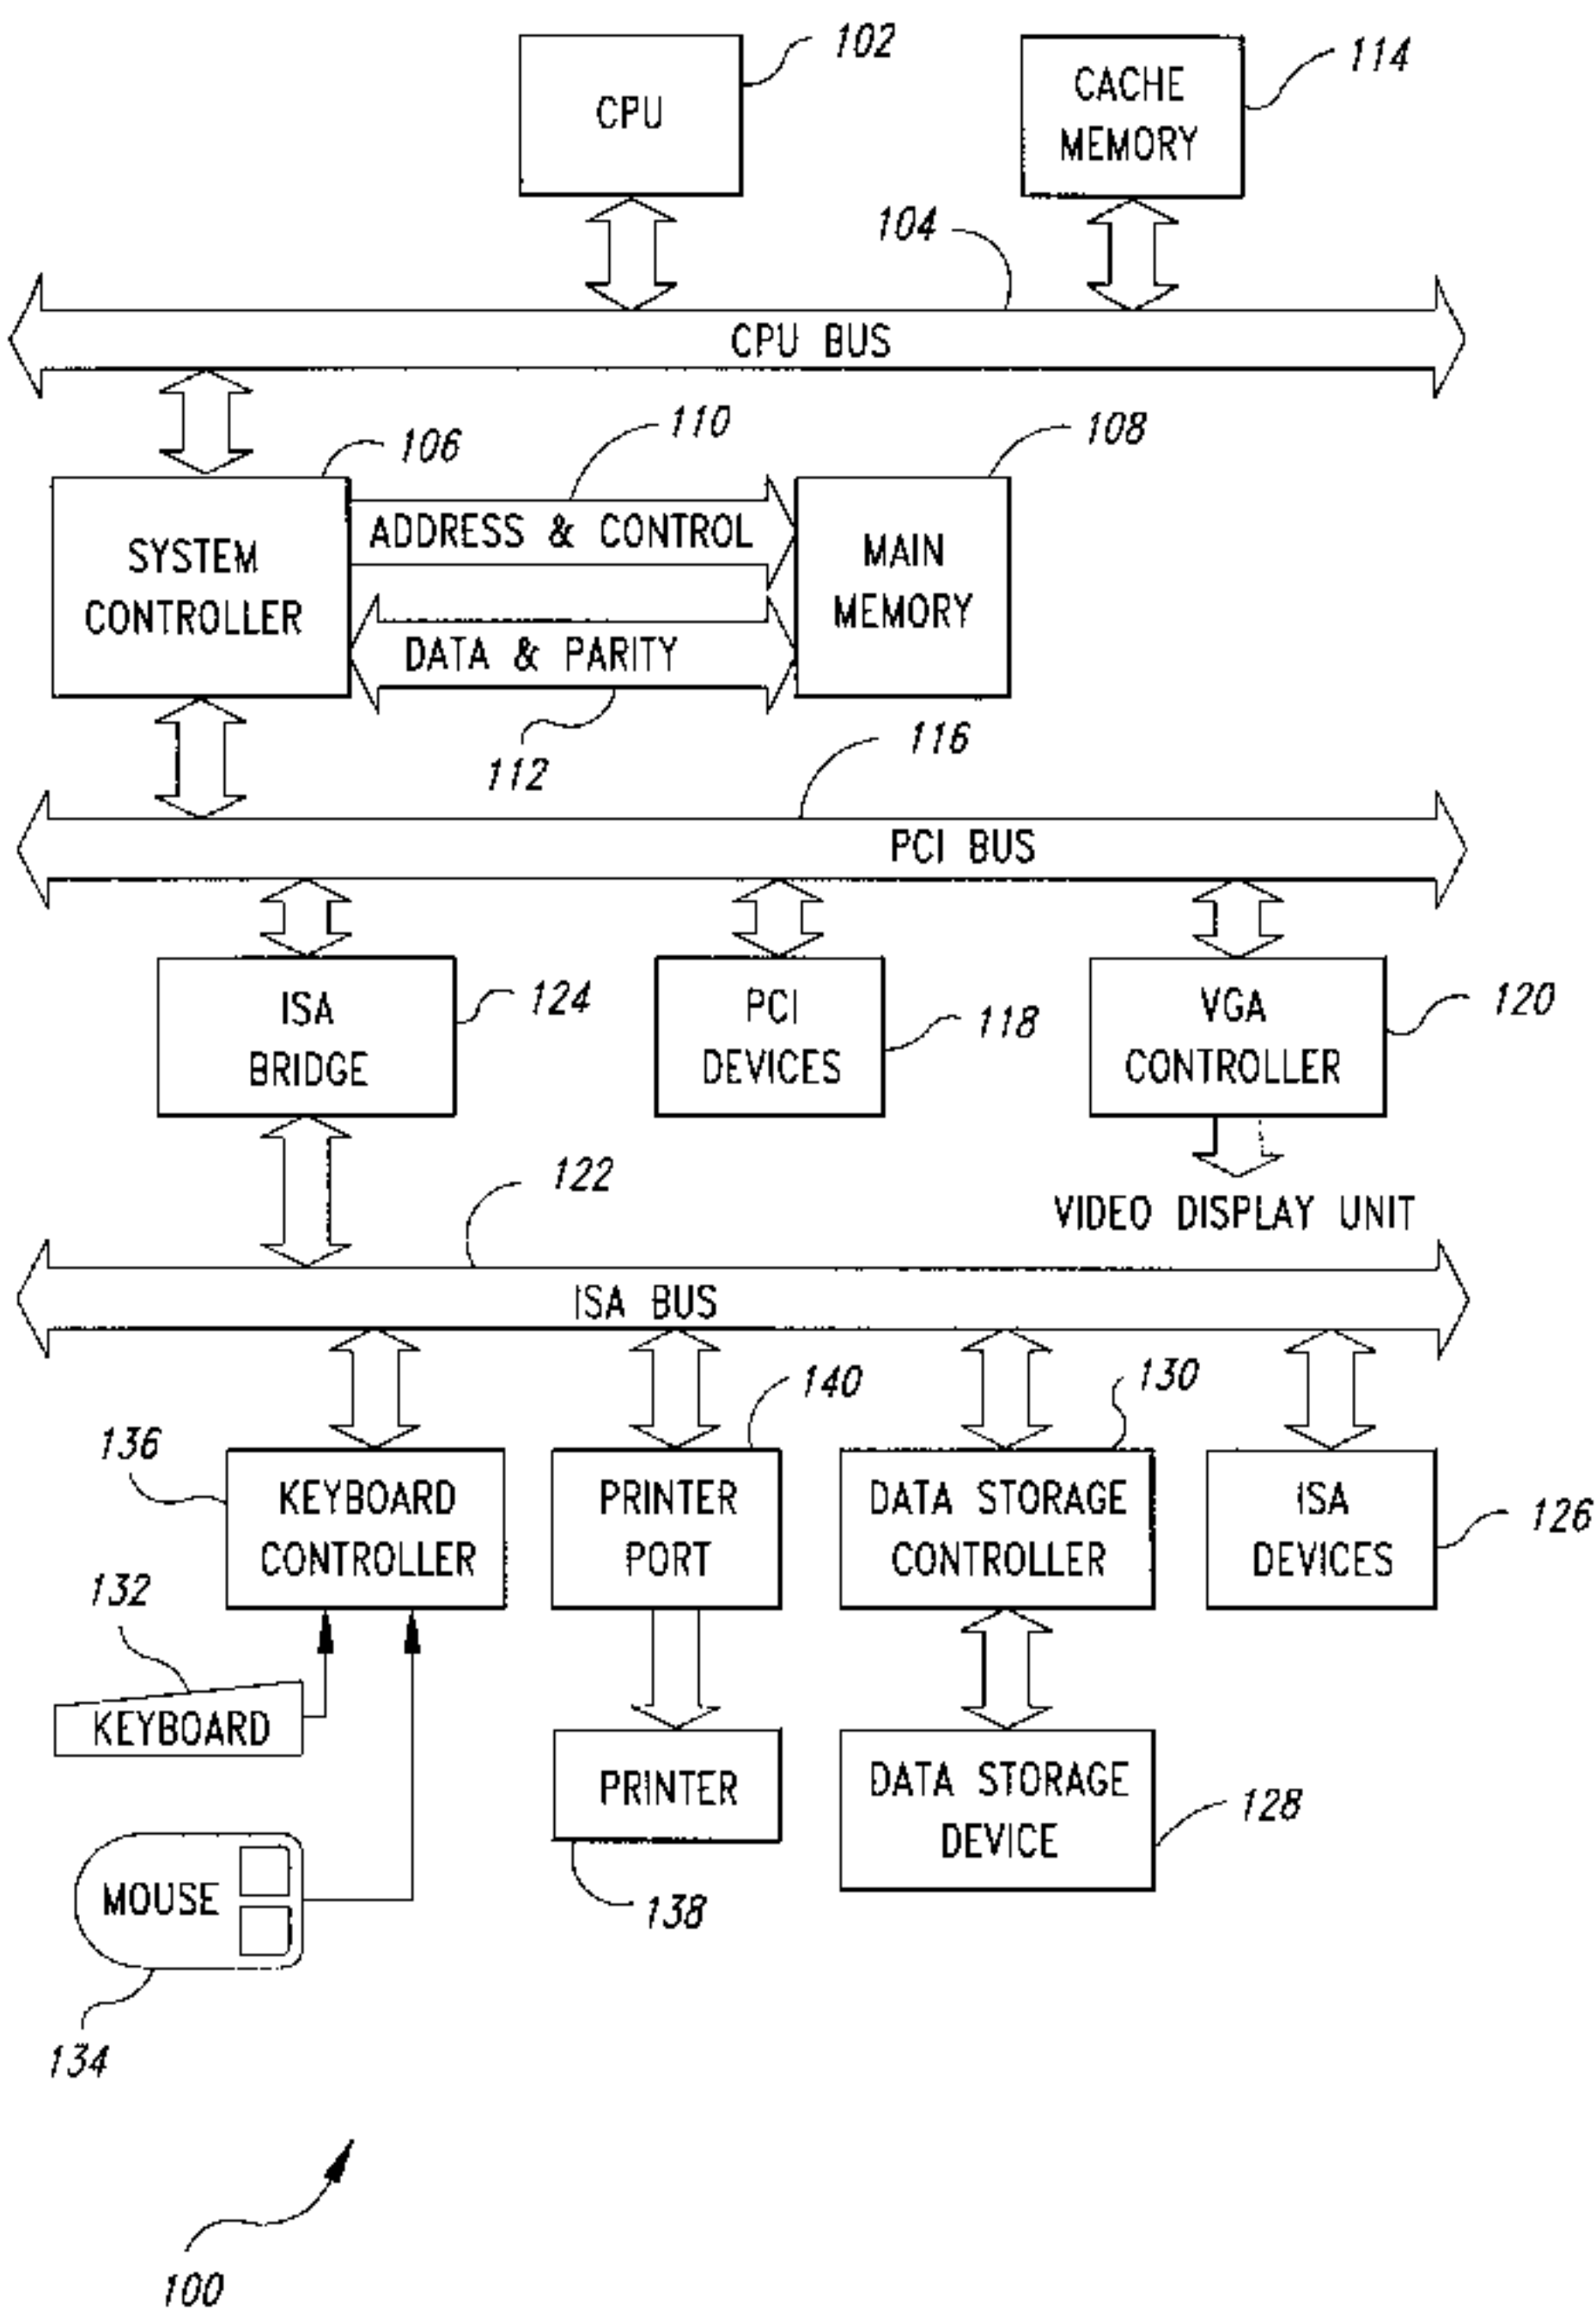 102
114
CPU
CACHE
MEMORY
104
CPU BUS
106
110
108
ADDRESS & CONTROL
SYSTEM
CONTROLLER
MAIN
MEMORY
DATA & PARITY
112
116
PCI BUS
ISA
BRIDGE
124
PCI
DEVICES
118
VGA
CONTROLLER
120
122
VIDEO DISPLAY UNIT
ISA BUS
136
140
130
KEYBOARD
CONTROLLER
PRINTER
PORT
DATA STORAGE
CONTROLLER
ISA
DEVICES
126
132
KEYBOARD
PRINTER
DATA STORAGE
DEVICE
128
MOUSE
138
134
100